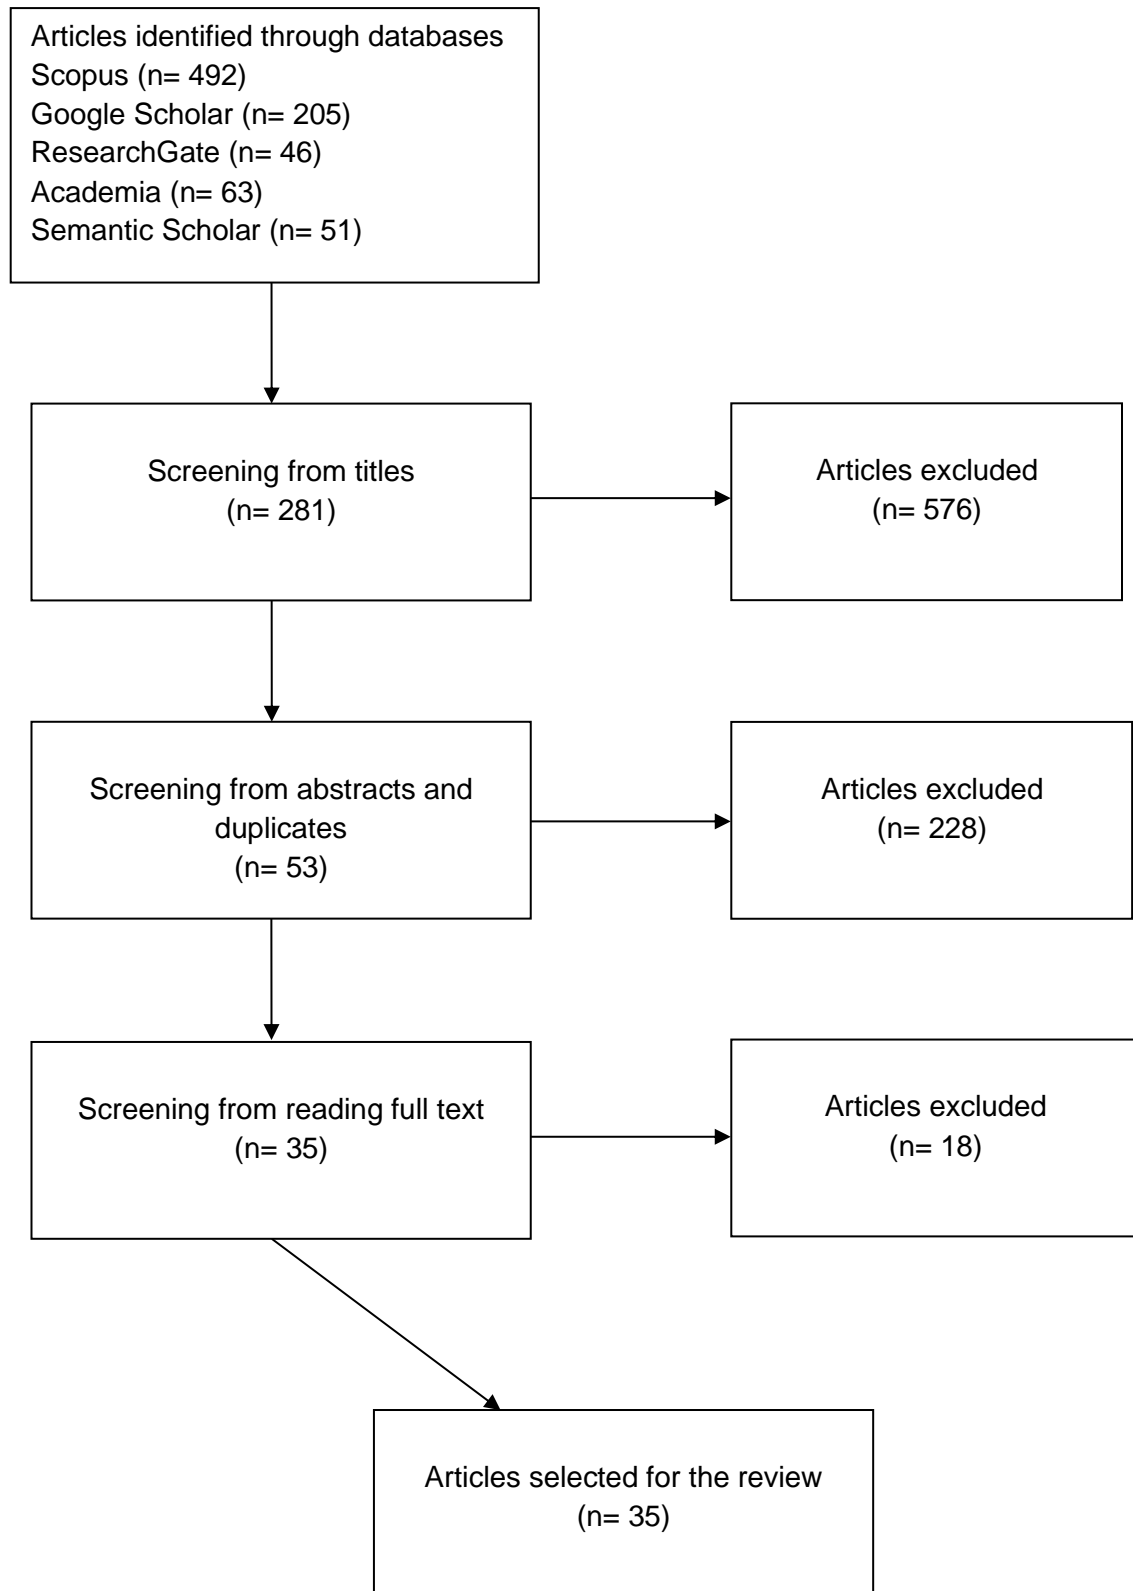 Articles identified through databases
Scopus (n= 492)
Google Scholar (n= 205)
ResearchGate (n= 46)
Academia (n= 63)
Semantic Scholar (n= 51)
Screening from titles
(n= 281)
Articles excluded
(n= 576)
Screening from abstracts and
duplicates
(n= 53)
Articles excluded
(n= 228)
Screening from reading full text
(n= 35)
Articles excluded
(n= 18)
Articles selected for the review
(n= 35)